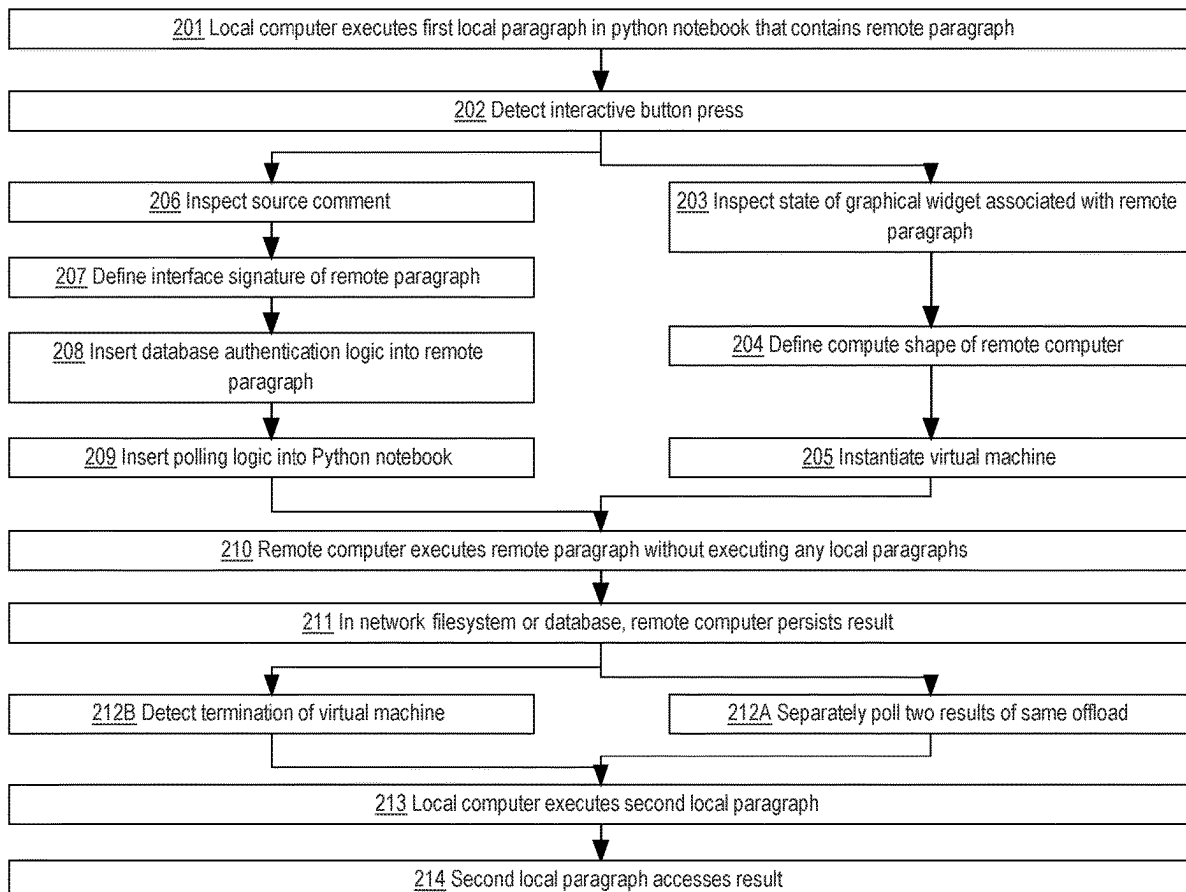 201 Local computer executes first local paragraph in python notebook that contains remote paragraph
202 Detect interactive button press
206 Inspect source comment
203 Inspect state of graphical widget associated with remote
paragraph
207 Define interface signature of remote paragraph
208 Insert database authentication logic into remote
paragraph
204 Define compute shape of remote computer
209 Insert polling logic into Python notebook
205 Instantiate virtual machine
210 Remote computer executes remote paragraph without executing any local paragraphs
211 In network filesystem or database, remote computer persists result
212B Detect termination of virtual machine
212A Separately poll two results of same offload
213 Local computer executes second local paragraph
214 Second local paragraph accesses result